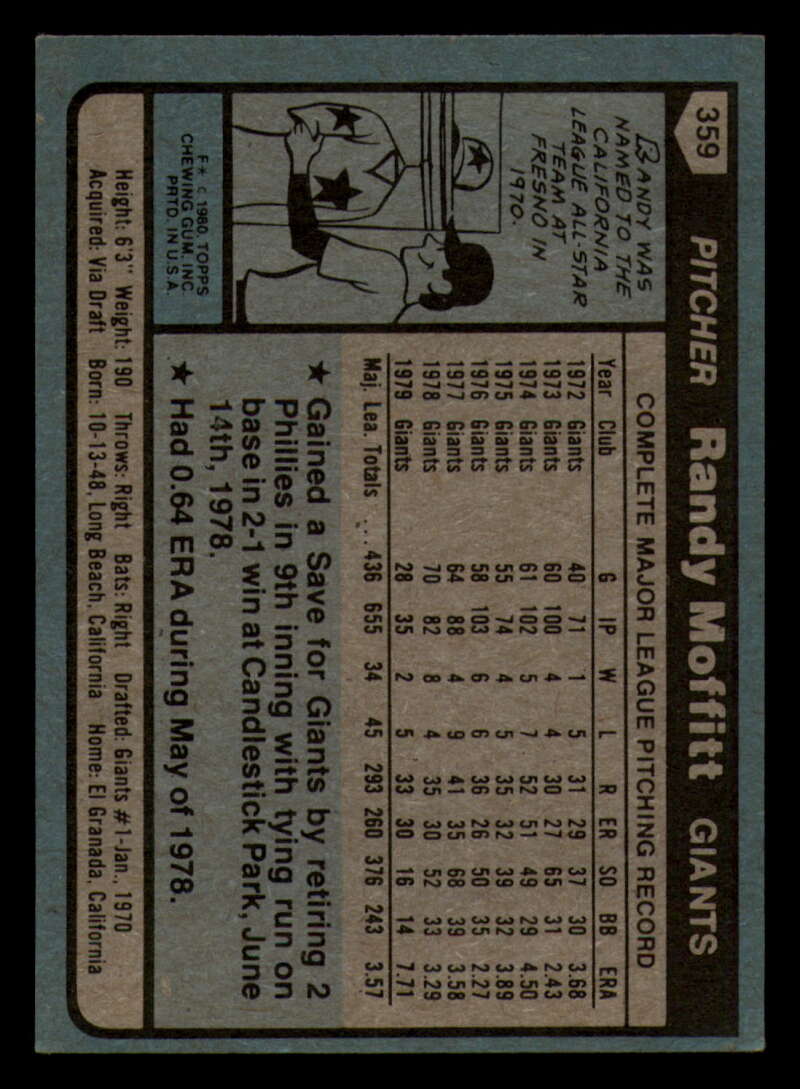 359 PITCHER Randy Moffitt GIANTS
RANDY WAS
NAMED TO THE
CALIFORNIA
LEAGUE ALL-STAR
TEAM AT
FRESNO IN
1970.
F* © 1980 TOPPS
CHEWING GUM, INC.
PRTD. IN U.S.A.
COMPLETE MAJOR LEAGUE PITCHING RECORD
Year Club G IP W L R ER SO BB ERA
1972 Giants 40 71 1 5 31 29 37 30 3.68
1973 Giants 60 100 4 4 30 27 65 31 2.43
1974 Giants 61 102 5 7 52 51 49 29 4.50
1975 Giants 55 74 4 5 35 32 39 32 3.89
1976 Giants 58 103 6 6 36 26 50 35 2.27
1977 Giants 64 88 4 9 41 35 68 39 3.58
1978 Giants 70 82 8 4 35 30 52 33 3.29
1979 Giants 28 35 2 5 33 30 16 14 7.71
Maj. Lea. Totals ... 436 655 34 45 293 260 376 243 3.57
★ Gained a Save for Giants by retiring 2
Phillies in 9th inning with tying run on
base in 2-1 win at Candlestick Park, June
14th, 1978.
★ Had 0.64 ERA during May of 1978.
Height: 6'3" Weight: 190 Throws: Right Bats: Right Drafted: Giants #1-Jan., 1970
Acquired: Via Draft Born: 10-13-48, Long Beach, California Home: El Granada, California